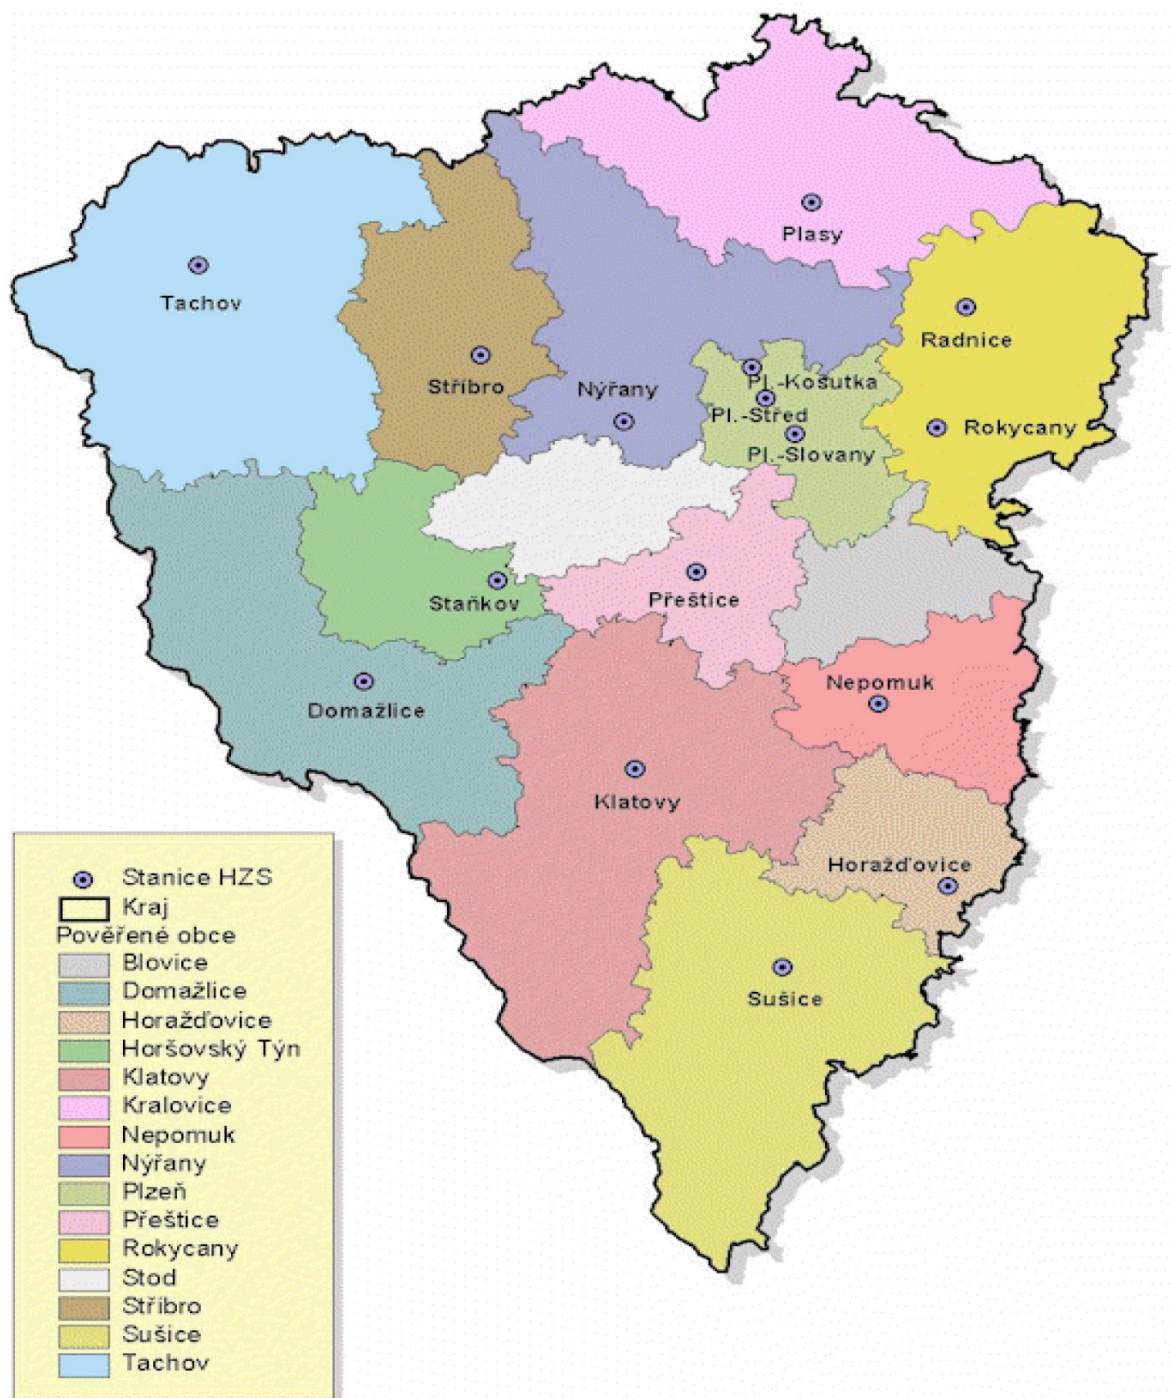 Plasy
Tachov
Radnice
Stříbro
Nýřany
Pl.-Košutka
Pl.-Střed
Rokycany
Pl.-Slovany
Staňkov
Přeštice
Nepomuk
Domažlice
Klatovy
Horažďovice
Sušice
Stanice HZS
Kraj
Pověřené obce
Blovice
Domažlice
Horažďovice
Horšovský Týn
Klatovy
Kralovice
Nepomuk
Nýřany
Plzeň
Přeštice
Rokycany
Stod
Stříbro
Sušice
Tachov